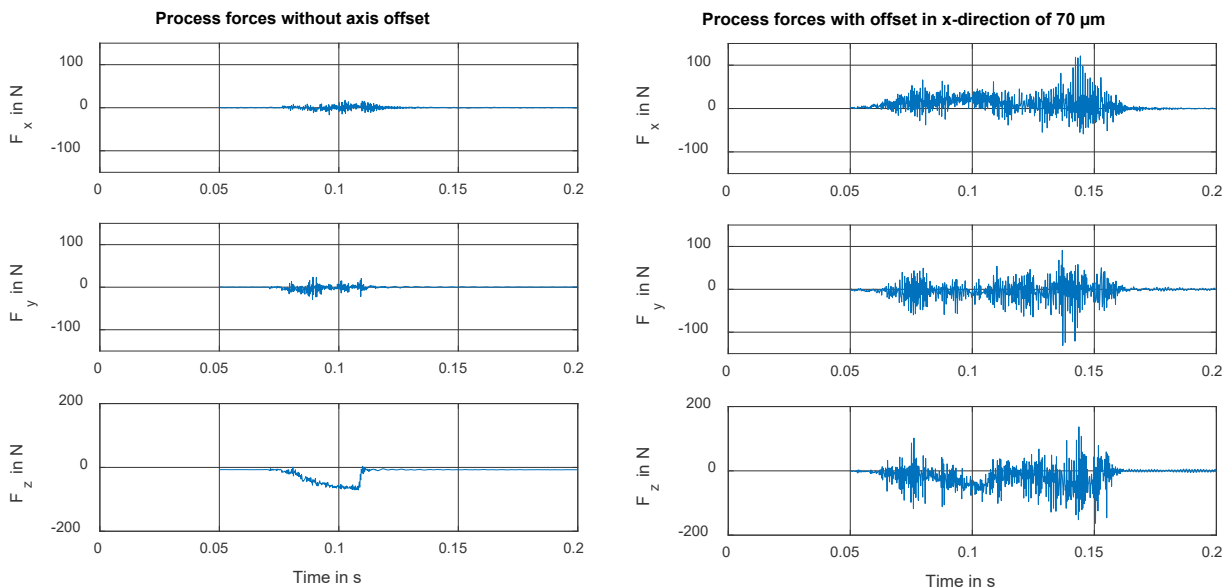 Process forces without axis offset
100
0
-100
F x in N
0 0.05 0.1 0.15 0.2
100
0
-100
F y in N
0 0.05 0.1 0.15 0.2
200
0
-200
F z in N
0 0.05 0.1 0.15 0.2
Time in s
Process forces with offset in x-direction of 70 µm
100
0
-100
F x in N
0 0.05 0.1 0.15 0.2
100
0
-100
F y in N
0 0.05 0.1 0.15 0.2
200
0
-200
F z in N
0 0.05 0.1 0.15 0.2
Time in s